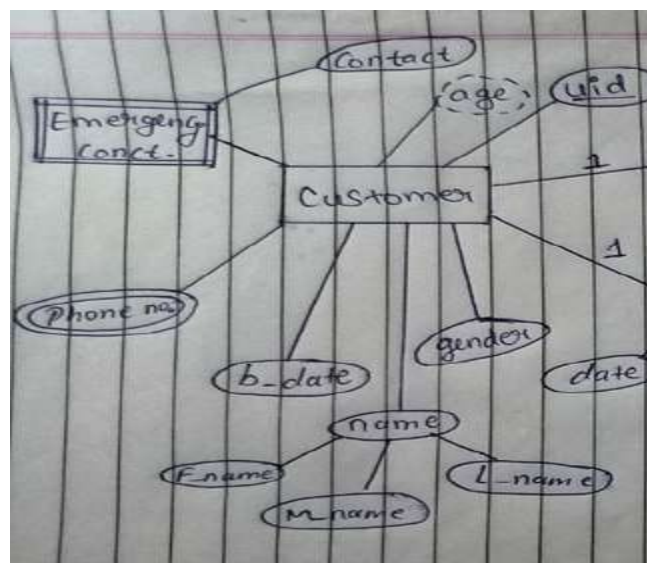 Contact
age
uid
Emergeng
Conct.
1
Customer
1
Phone no.
gender
b_date
date
name
F_name
L_name
M_name